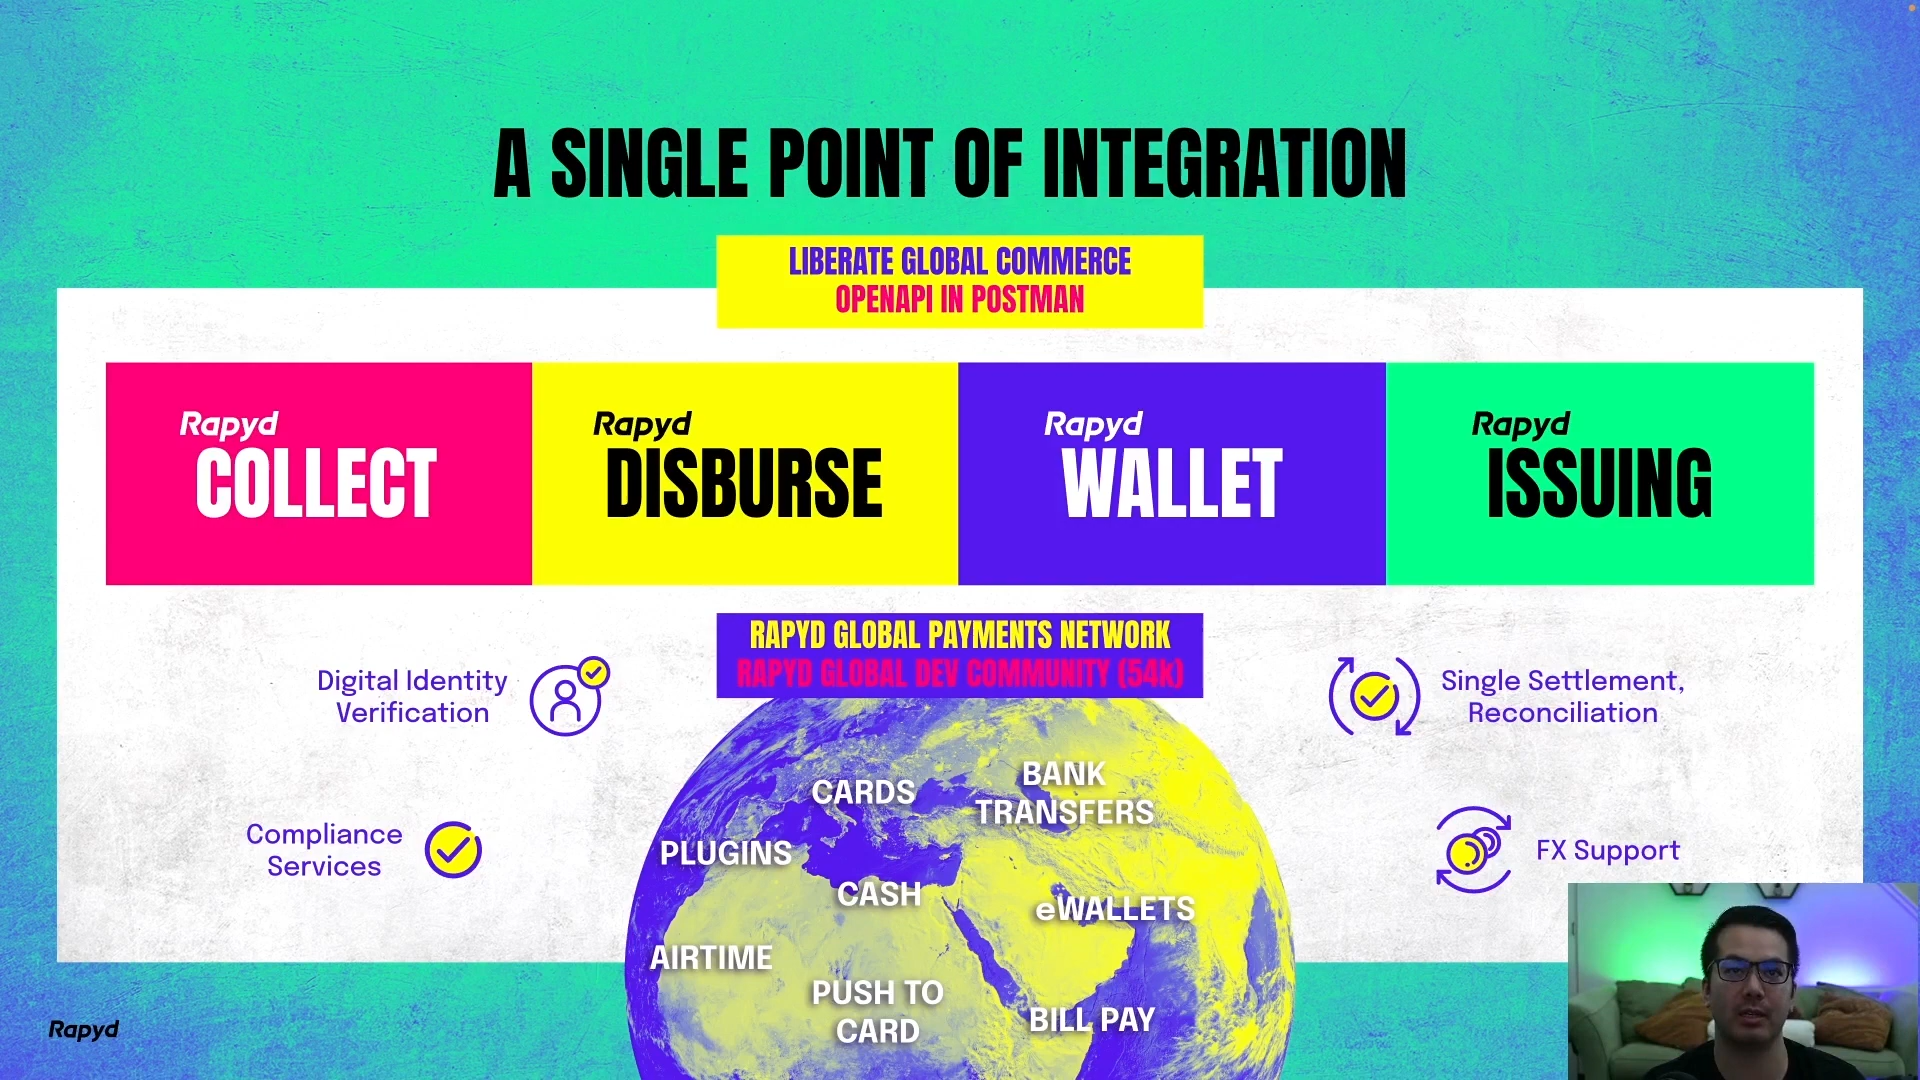 A SINGLE POINT OF INTEGRATION
LIBERATE GLOBAL COMMERCE
OPENAPI IN POSTMAN
Rapyd
COLLECT
Rapyd
DISBURSE
Rapyd
WALLET
Rapyd
ISSUING
RAPYD GLOBAL PAYMENTS NETWORK
RAPYD GLOBAL DEV COMMUNITY (54k)
Digital Identity
Verification
Compliance
Services
Single Settlement,
Reconciliation
FX Support
CARDS
BANK
TRANSFERS
PLUGINS
CASH
eWALLETS
AIRTIME
PUSH TO
CARD
BILL PAY
Rapyd